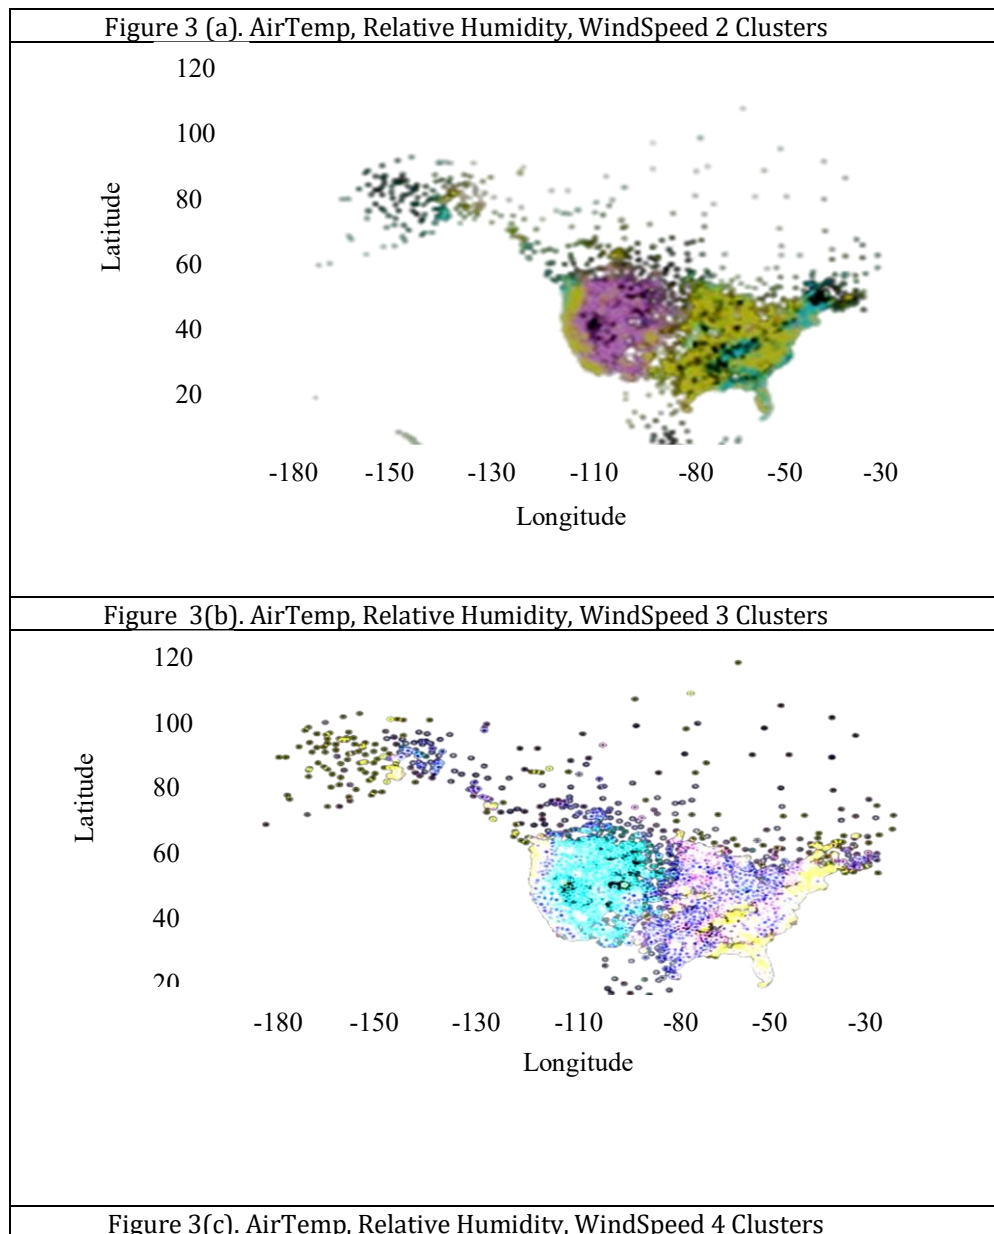 Figure 3 (a). AirTemp, Relative Humidity, WindSpeed 2 Clusters
120
100
80
60
40
20
Latitude
-180 -150 -130 -110 -80 -50 -30
Longitude
Figure 3(b). AirTemp, Relative Humidity, WindSpeed 3 Clusters
120
100
80
60
40
20
Latitude
-180 -150 -130 -110 -80 -50 -30
Longitude
Figure 3(c). AirTemp, Relative Humidity, WindSpeed 4 Clusters